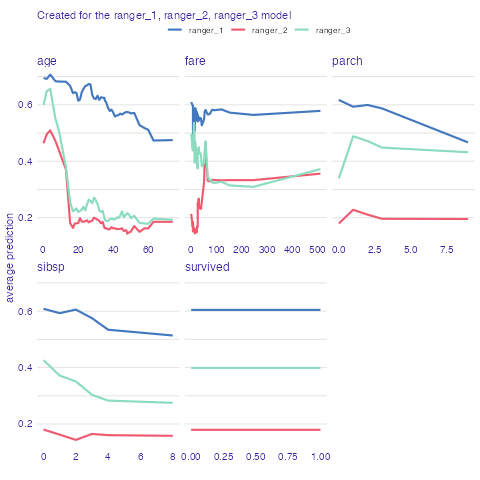 Created for the ranger_1, ranger_2, ranger_3 model
ranger_1 ranger_2 ranger_3
age fare parch
0.6
0.4
0.2
0 20 40 60 0 100 200 300 400 500 0.0 2.5 5.0 7.5
average prediction
sibsp survived
0.6
0.4
0.2
0 2 4 6 8 0.00 0.25 0.50 0.75 1.00